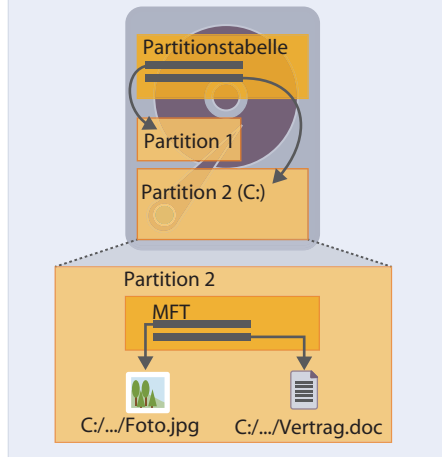 Partitionstabelle
Partition 1
Partition 2 (C:)
Partition 2
MFT
C:/.../Foto.jpg
C:/.../Vertrag.doc